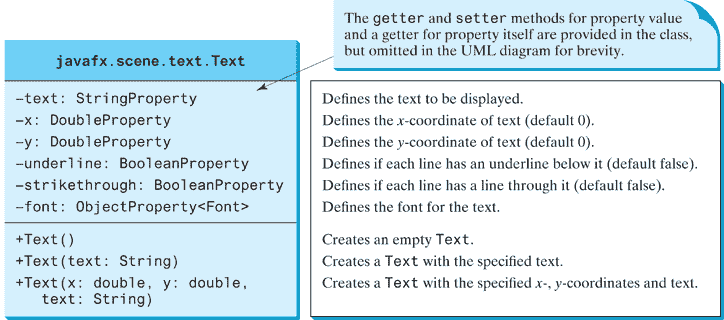 The getter and setter methods for property value
and a getter for property itself are provided in the class,
but omitted in the UML diagram for brevity.
javafx.scene.text.Text
–text: StringProperty
–x: DoubleProperty
–y: DoubleProperty
–underline: BooleanProperty
–strikethrough: BooleanProperty
–font: ObjectProperty<Font>
+Text()
+Text(text: String)
+Text(x: double, y: double,
text: String)
Defines the text to be displayed.
Defines the x-coordinate of text (default 0).
Defines the y-coordinate of text (default 0).
Defines if each line has an underline below it (default false).
Defines if each line has a line through it (default false).
Defines the font for the text.
Creates an empty Text.
Creates a Text with the specified text.
Creates a Text with the specified x-, y-coordinates and text.